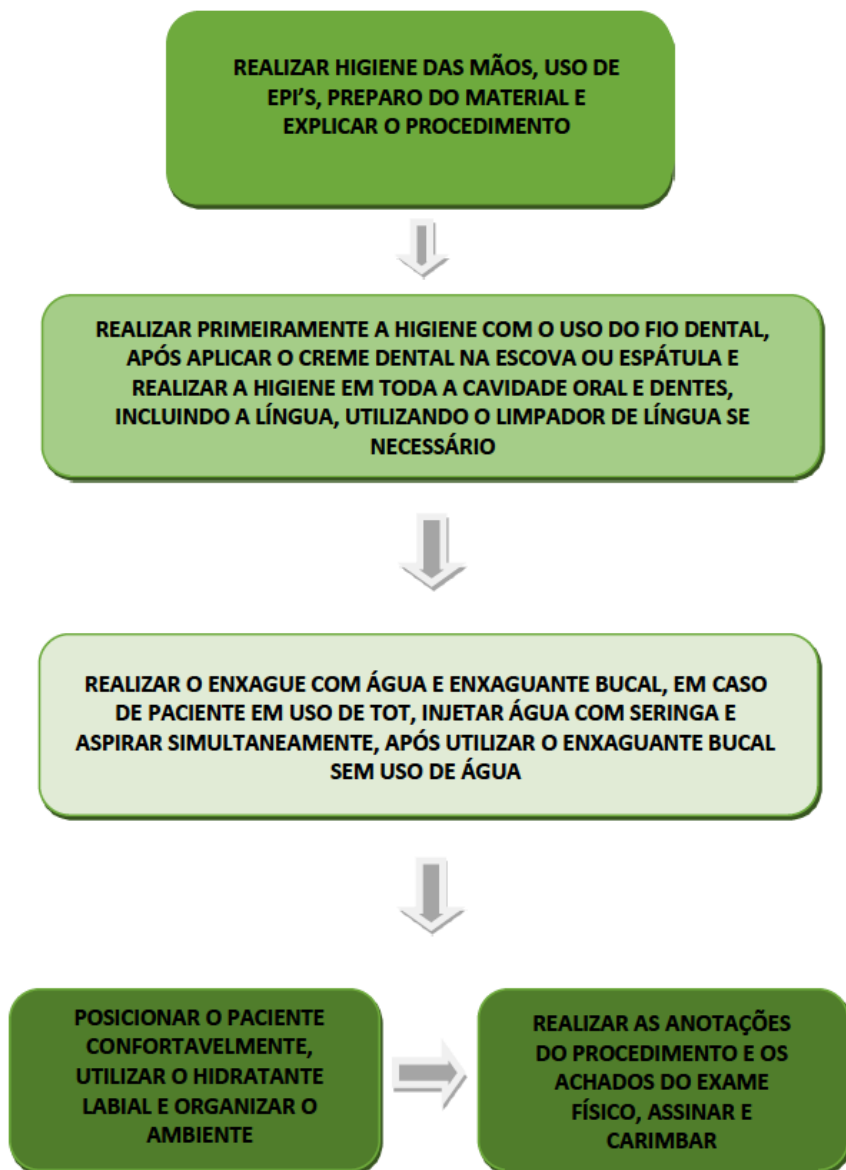 REALIZAR HIGIENE DAS MÃOS, USO DE
EPI'S, PREPARO DO MATERIAL E
EXPLICAR O PROCEDIMENTO
REALIZAR PRIMEIRAMENTE A HIGIENE COM O USO DO FIO DENTAL,
APÓS APLICAR O CREME DENTAL NA ESCOVA OU ESPÁTULA E
REALIZAR A HIGIENE EM TODA A CAVIDADE ORAL E DENTES,
INCLUINDO A LÍNGUA, UTILIZANDO O LIMPADOR DE LÍNGUA SE
NECESSÁRIO
REALIZAR O ENXAGUE COM ÁGUA E ENXAGUANTE BUCAL, EM CASO
DE PACIENTE EM USO DE TOT, INJETAR ÁGUA COM SERINGA E
ASPIRAR SIMULTANEAMENTE, APÓS UTILIZAR O ENXAGUANTE BUCAL
SEM USO DE ÁGUA
POSICIONAR O PACIENTE
CONFORTAVELMENTE,
UTILIZAR O HIDRATANTE
LABIAL E ORGANIZAR O
AMBIENTE
REALIZAR AS ANOTAÇÕES
DO PROCEDIMENTO E OS
ACHADOS DO EXAME
FÍSICO, ASSINAR E
CARIMBAR